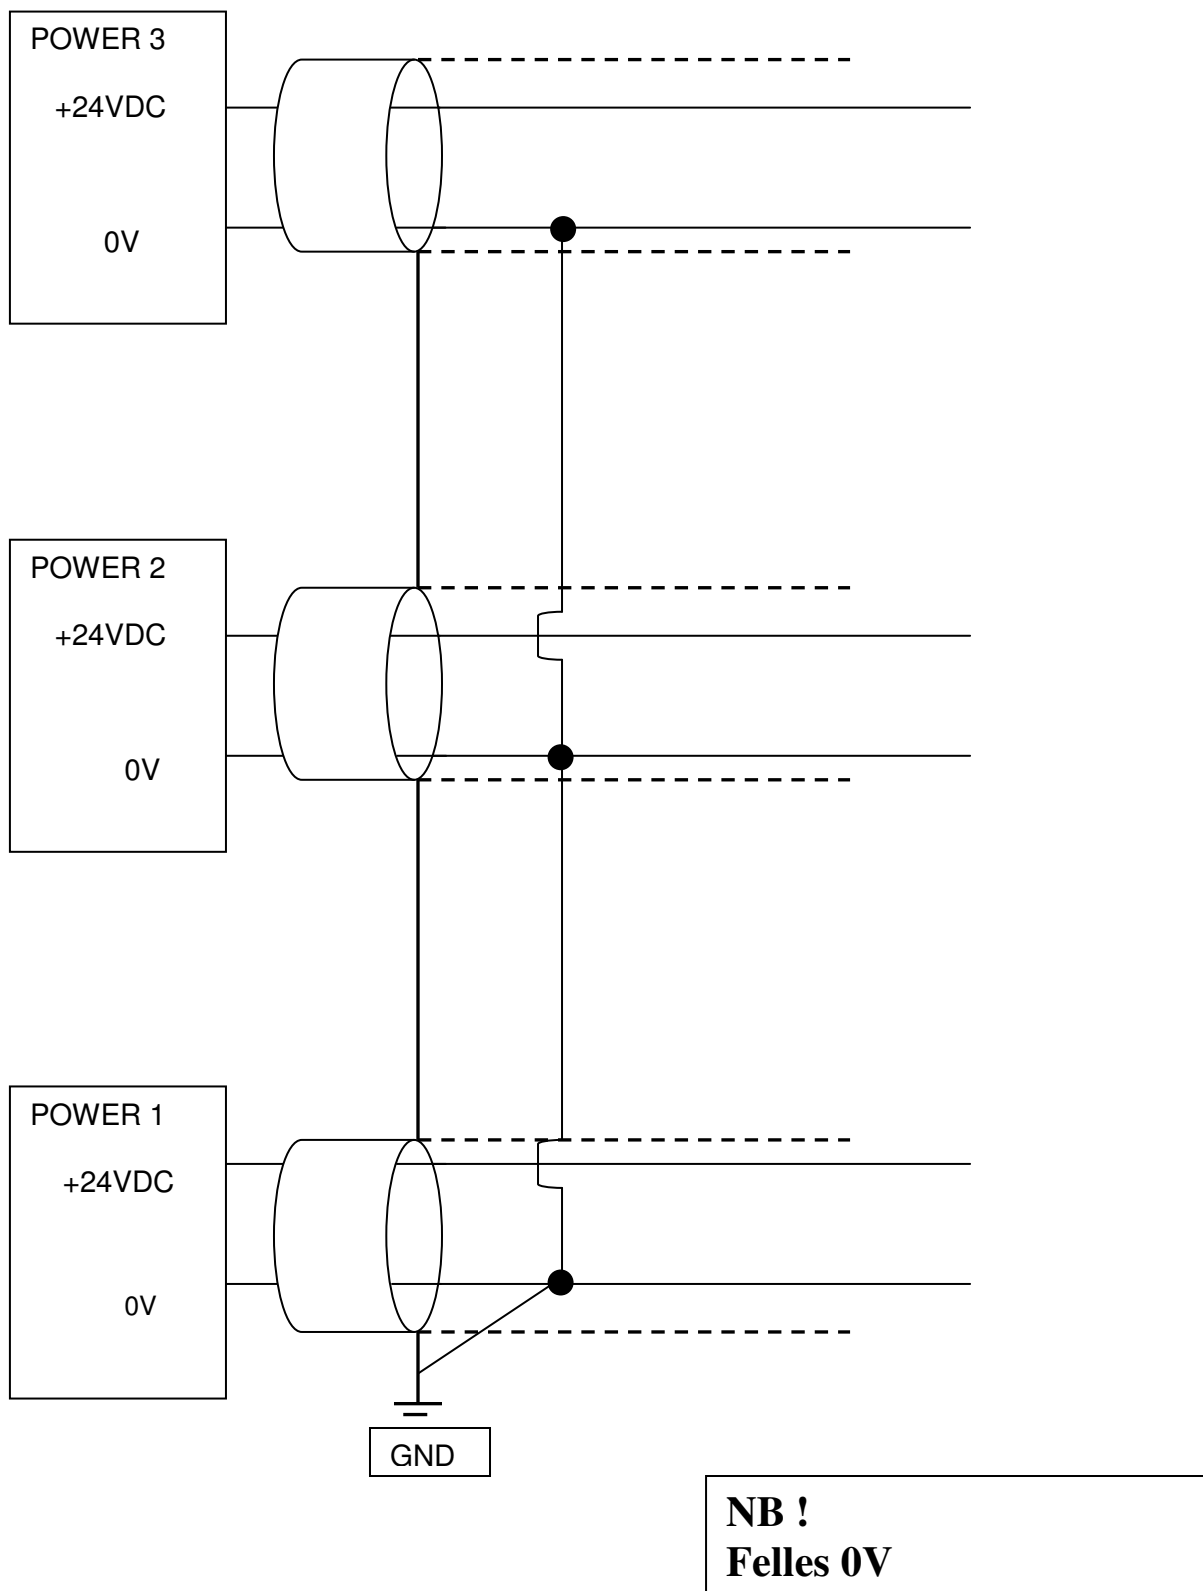 POWER 3
+24VDC
0V
POWER 2
+24VDC
0V
POWER 1
+24VDC
0V
GND
NB !
Felles 0V